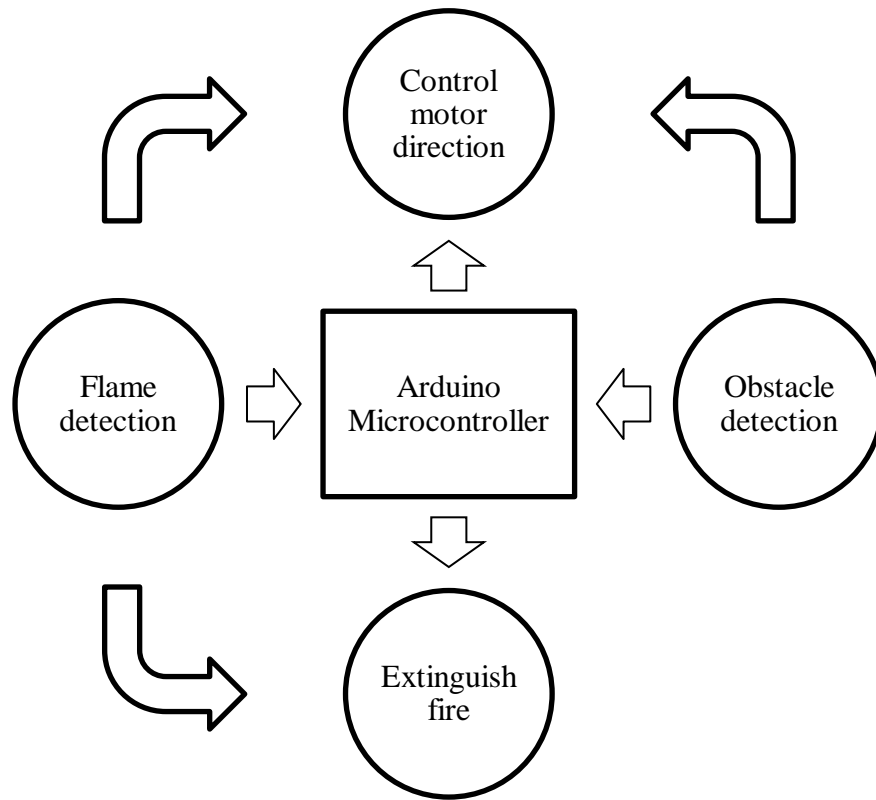 Control
motor
direction
Flame
detection
Arduino
Microcontroller
Obstacle
detection
Extinguish
fire